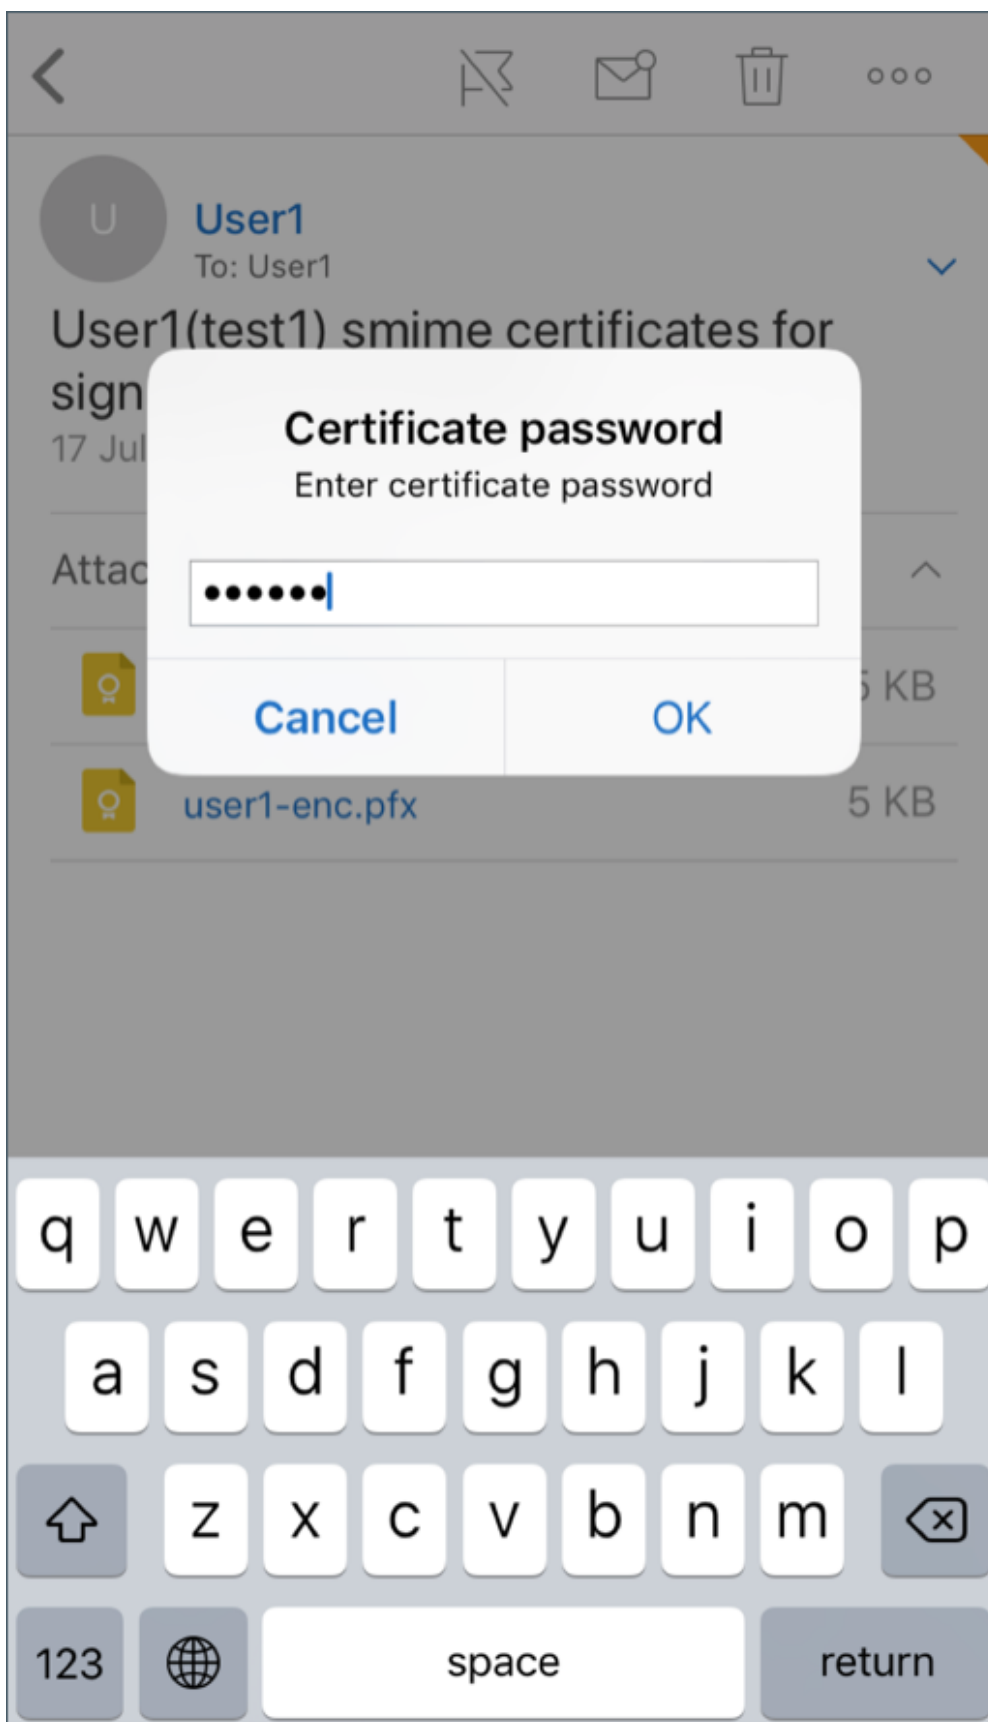 U
User1
To: User1
User1(test1) smime certificates for
sign
17 Jul
Certificate password
Enter certificate password
••••••
Cancel
OK
Attac
5 KB
user1-enc.pfx
5 KB
q w e r t y u i o p
a s d f g h j k l
z x c v b n m
123
space
return